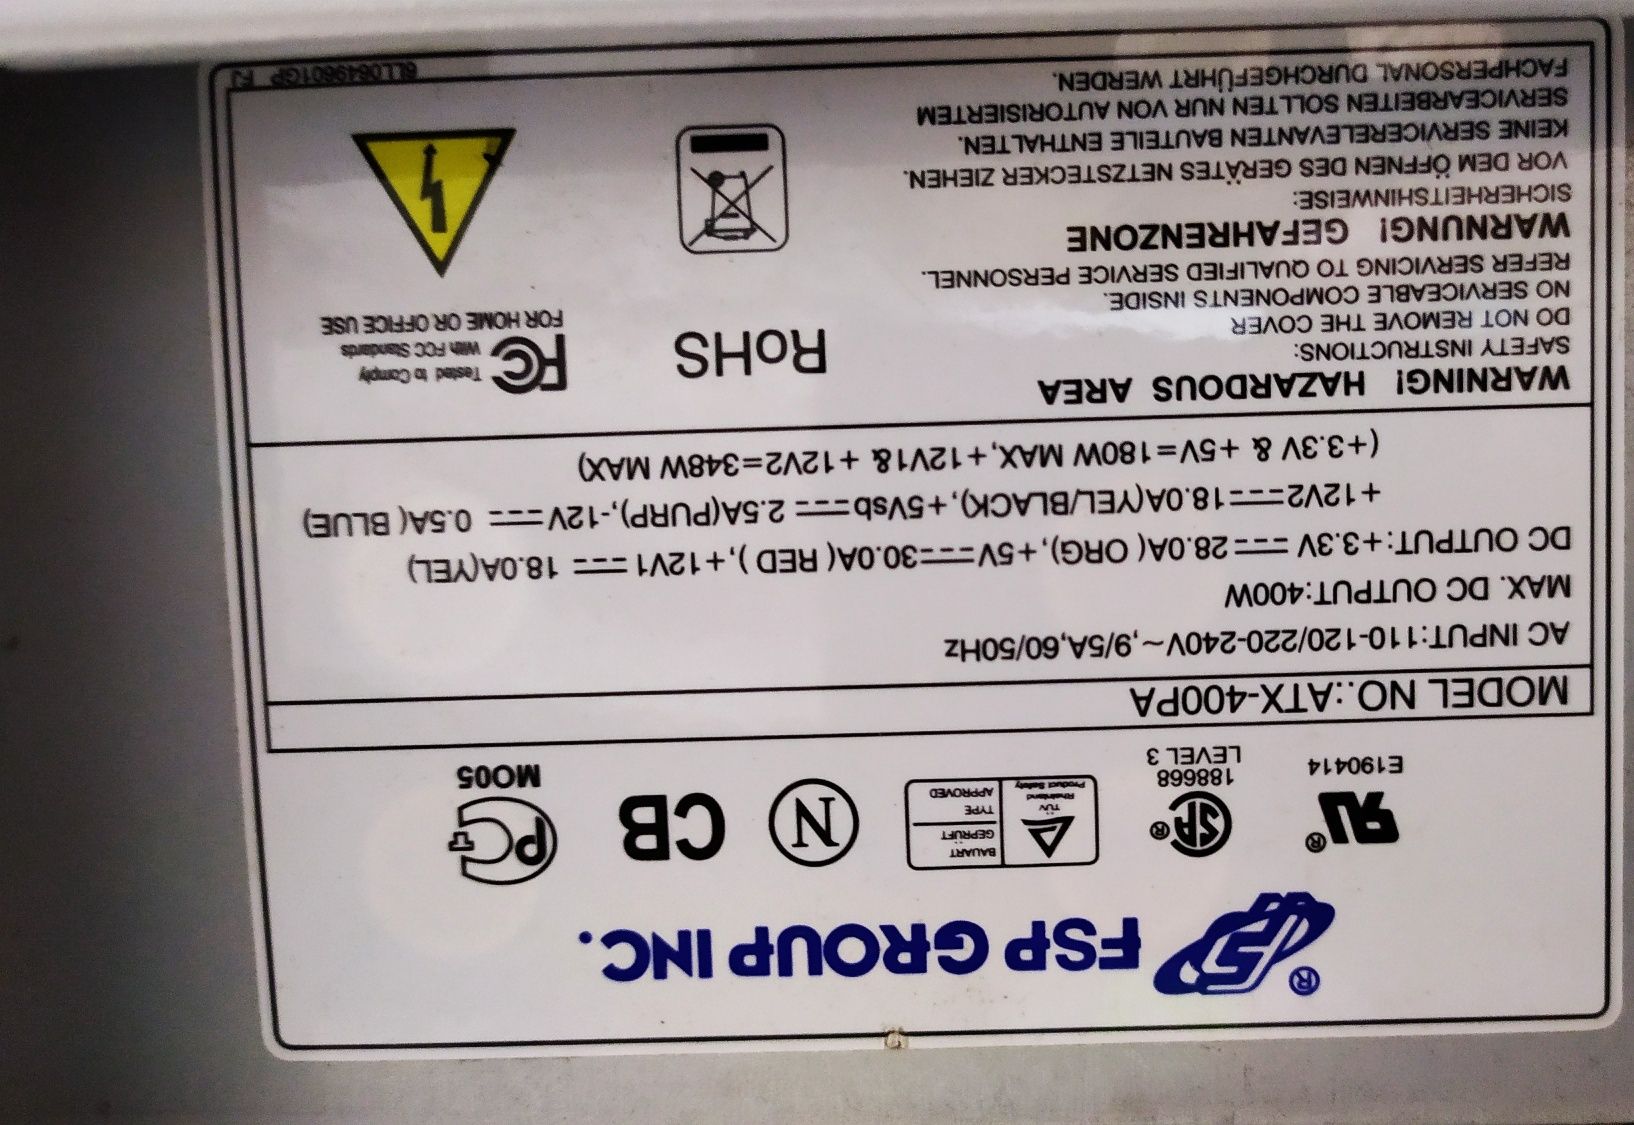 FSP GROUP INC.®
E190414
188668
LEVEL 3
BAUART
GEPRÜFT
TYPE
APPROVED
TÜV
Rheinland
Product Safety
N
CB
PC T
MO05
MODEL NO.:ATX-400PA
AC INPUT:110-120/220-240V~,9/5A,60/50Hz
MAX. DC OUTPUT:400W
DC OUTPUT:+3.3V⎓28.0A( ORG),+5V⎓30.0A( RED ),+12V1⎓ 18.0A(YEL)
+12V2⎓18.0A(YEL/BLACK),+5Vsb⎓ 2.5A(PURP),-12V⎓ 0.5A( BLUE)
(+3.3V & +5V=180W MAX,+12V1& +12V2=348W MAX)
WARNING! HAZARDOUS AREA
SAFETY INSTRUCTIONS:
DO NOT REMOVE THE COVER
NO SERVICEABLE COMPONENTS INSIDE.
REFER SERVICING TO QUALIFIED SERVICE PERSONNEL.
WARNUNG! GEFAHRENZONE
SICHERHEITSHINWEISE:
VOR DEM ÖFFNEN DES GERÄTES NETZSTECKER ZIEHEN.
KEINE SERVICERELEVANTEN BAUTEILE ENTHALTEN.
SERVICEARBEITEN SOLLTEN NUR VON AUTORISIERTEM
FACHPERSONAL DURCHGEFÜHRT WERDEN.
RoHS
FC
Tested to Comply
With FCC Standards
FOR HOME OR OFFICE USE
6LL0649601GP FJ